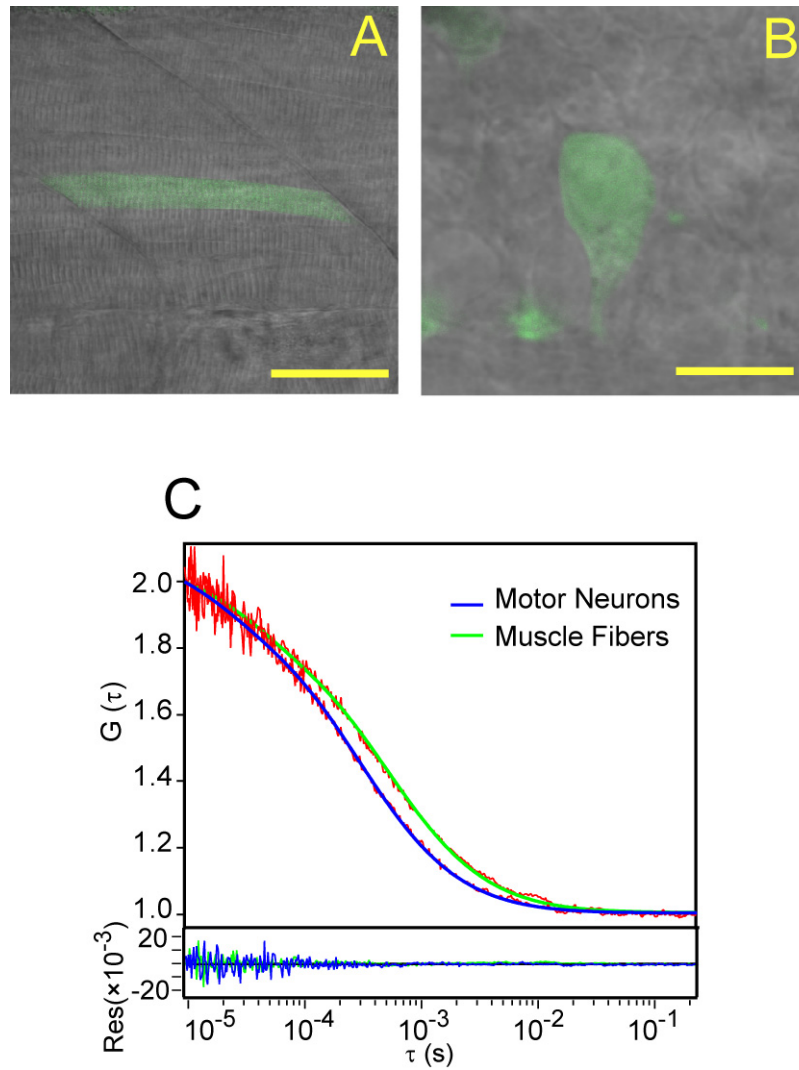 A
B
C
2.0
1.8
1.6
1.4
1.2
1.0
G (τ)
Motor Neurons
Muscle Fibers
20
0
-20
Res(×10⁻³)
10⁻⁵
10⁻⁴
10⁻³
10⁻²
10⁻¹
τ (s)